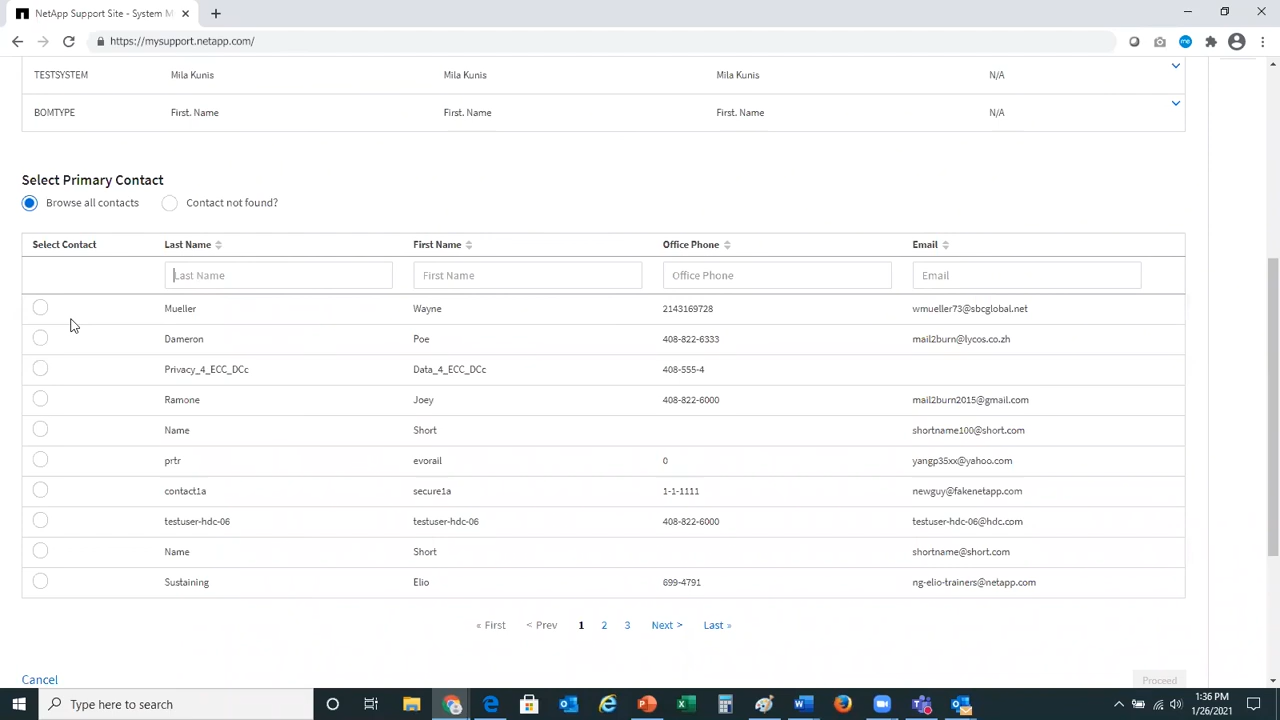 NetApp Support Site - System M
https://mysupport.netapp.com/
TESTSYSTEM Mila Kunis Mila Kunis Mila Kunis N/A
BOMTYPE First. Name First. Name First. Name N/A
Select Primary Contact
Browse all contacts Contact not found?
Select Contact Last Name First Name Office Phone Email
Last Name First Name Office Phone Email
Mueller Wayne 2143169728 wmueller73@sbcglobal.net
Dameron Poe 408-822-6333 mail2burn@lycos.co.zh
Privacy_4_ECC_DCc Data_4_ECC_DCc 408-555-4
Ramone Joey 408-822-6000 mail2burn2015@gmail.com
Name Short shortname100@short.com
prtr evorail 0 yangp35xx@yahoo.com
contact1a secure1a 1-1-1111 newguy@fakenetapp.com
testuser-hdc-06 testuser-hdc-06 408-822-6000 testuser-hdc-06@hdc.com
Name Short shortname@short.com
Sustaining Elio 699-4791 ng-elio-trainers@netapp.com
« First < Prev 1 2 3 Next > Last »
Cancel Proceed
Type here to search
1:36 PM
1/26/2021